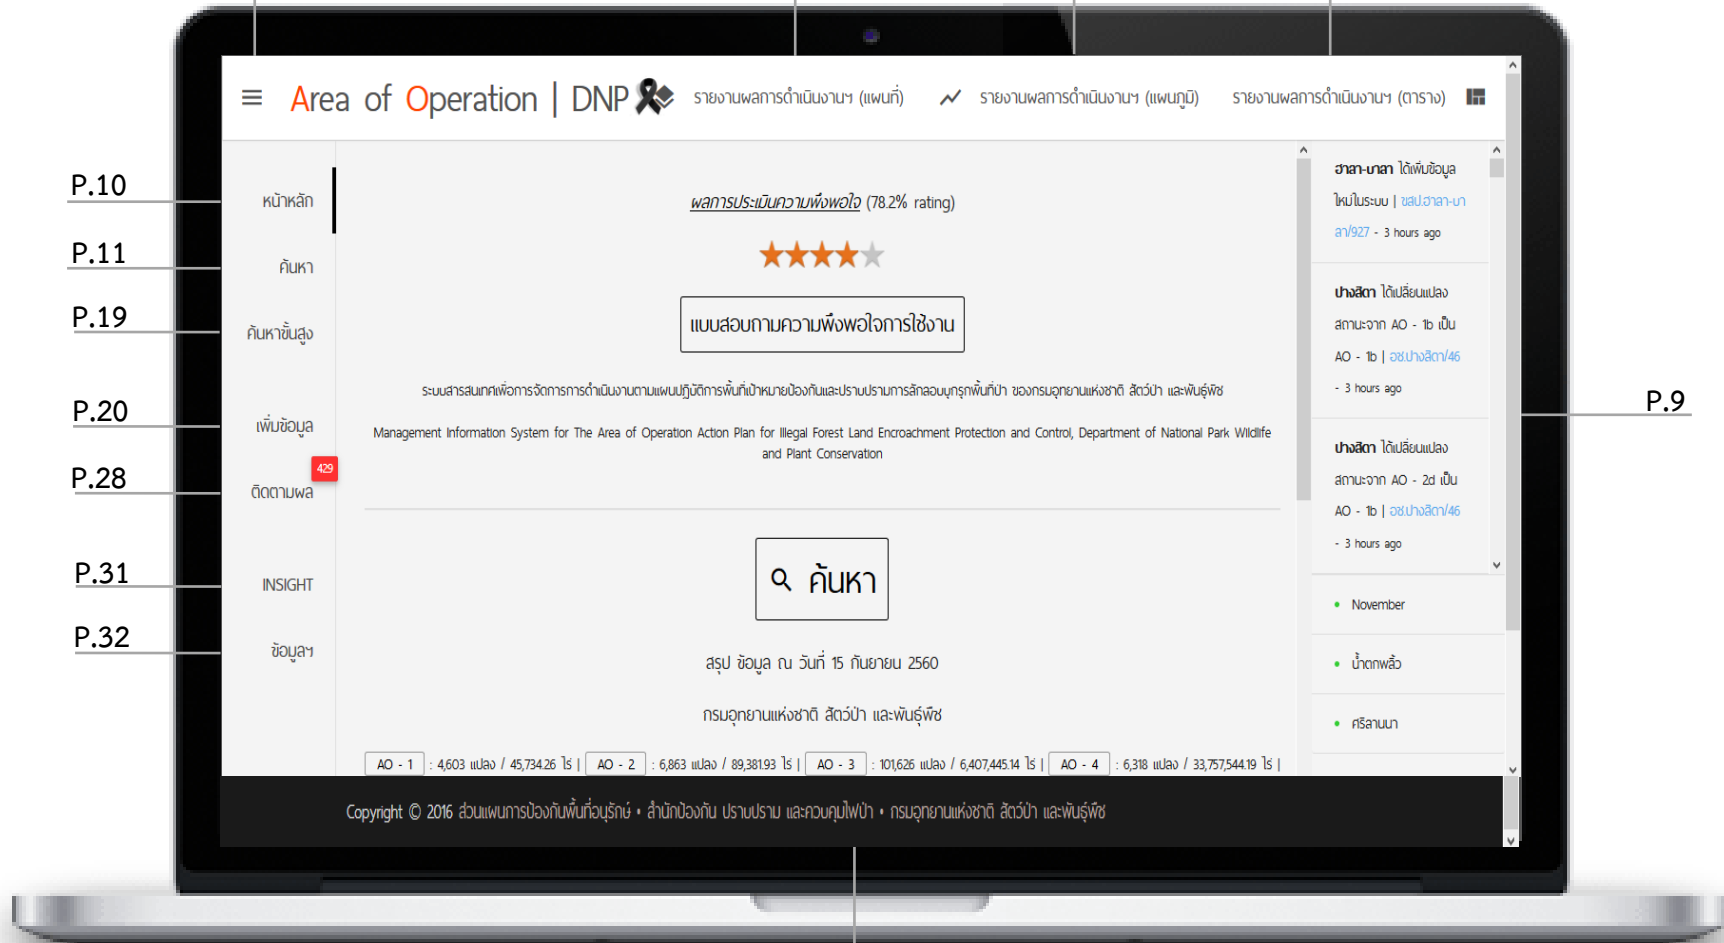 Area of Operation | DNP
รายงานผลการดำเนินงานฯ (แผนที่)
รายงานผลการดำเนินงานฯ (แผนภูมิ)
รายงานผลการดำเนินงานฯ (ตาราง)
P.10
หน้าหลัก
P.11
ค้นหา
P.19
ค้นหาขั้นสูง
P.20
เพิ่มข้อมูล
429
P.28
ติดตามผล
P.31
INSIGHT
P.32
ข้อมูลฯ
ผลการประเมินความพึงพอใจ (78.2% rating)
แบบสอบถามความพึงพอใจการใช้งาน
ระบบสารสนเทศเพื่อการจัดการการดำเนินงานตามแผนปฏิบัติการพื้นที่เป้าหมายป้องกันและปราบปรามการลักลอบบุกรุกพื้นที่ป่า ของกรมอุทยานแห่งชาติ สัตว์ป่า และพันธุ์พืช
Management Information System for The Area of Operation Action Plan for Illegal Forest Land Encroachment Protection and Control, Department of National Park Wildlife
and Plant Conservation
ค้นหา
สรุป ข้อมูล ณ วันที่ 15 กันยายน 2560
กรมอุทยานแห่งชาติ สัตว์ป่า และพันธุ์พืช
AO - 1 : 4,603 แปลง / 45,734.26 ไร่ | AO - 2 : 6,863 แปลง / 89,381.93 ไร่ | AO - 3 : 101,626 แปลง / 6,407,445.14 ไร่ | AO - 4 : 6,318 แปลง / 33,757,544.19 ไร่ |
ฮาลา-บาลา ได้เพิ่มข้อมูล
ใหม่ในระบบ | ขสป.ฮาลา-บา
ลา/927 - 3 hours ago
ปางสีดา ได้เปลี่ยนแปลง
สถานะจาก AO - 1b เป็น
AO - 1b | อช.ปางสีดา/46
- 3 hours ago
ปางสีดา ได้เปลี่ยนแปลง
สถานะจาก AO - 2d เป็น
AO - 1b | อช.ปางสีดา/46
- 3 hours ago
November
น้ำตกพลิ้ว
ศรีลานนา
P.9
Copyright © 2016 ส่วนแผนการป้องกันพื้นที่อนุรักษ์ • สำนักป้องกัน ปราบปราม และควบคุมไฟป่า • กรมอุทยานแห่งชาติ สัตว์ป่า และพันธุ์พืช